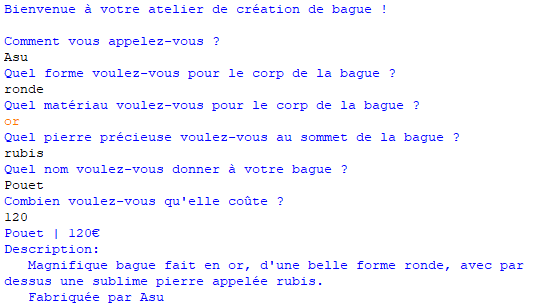 Bienvenue à votre atelier de création de bague !
Comment vous appelez-vous ?
Asu
Quel forme voulez-vous pour le corp de la bague ?
ronde
Quel matériau voulez-vous pour le corp de la bague ?
or
Quel pierre précieuse voulez-vous au sommet de la bague ?
rubis
Quel nom voulez-vous donner à votre bague ?
Pouet
Combien voulez-vous qu'elle coûte ?
120
Pouet | 120€
Description:
Magnifique bague fait en or, d'une belle forme ronde, avec par
dessus une sublime pierre appelée rubis.
Fabriquée par Asu